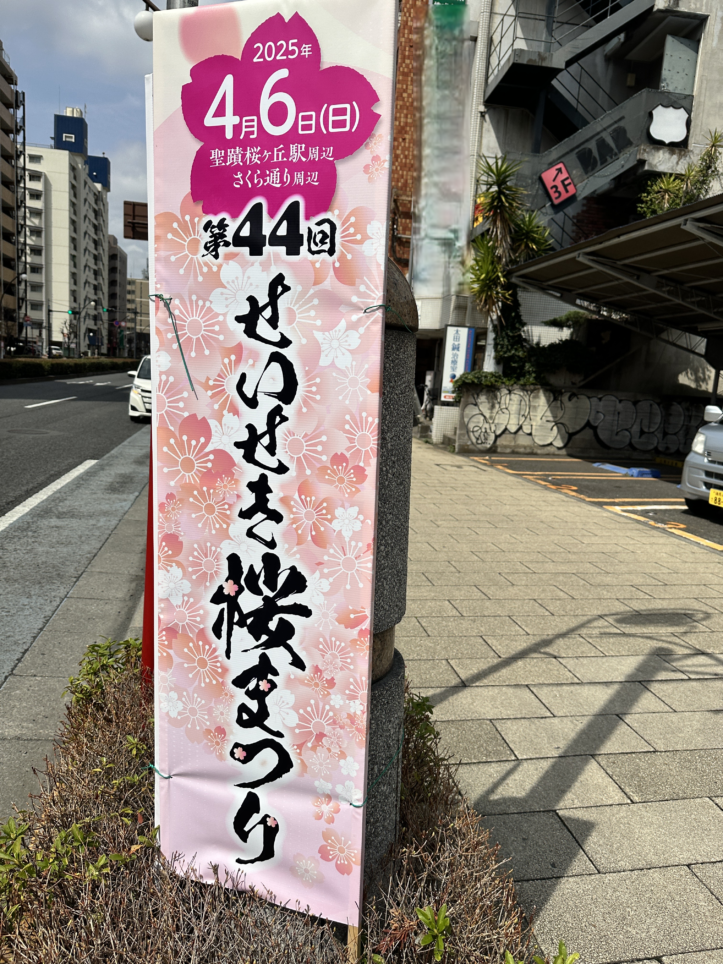 2025年
4月6日(日)
聖蹟桜ヶ丘駅周辺
さくら通り周辺
第44回
せいせき桜まつり
BAR
3F